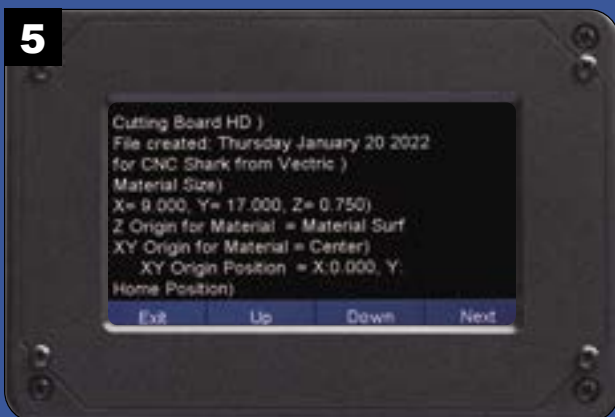 5
Cutting Board HD )
File created: Thursday January 20 2022
for CNC Shark from Vectric )
Material Size)
X= 9.000, Y= 17.000, Z= 0.750)
Z Origin for Material = Material Surf
XY Origin for Material = Center)
XY Origin Position = X:0.000, Y:
Home Position)
Exit Up Down Next